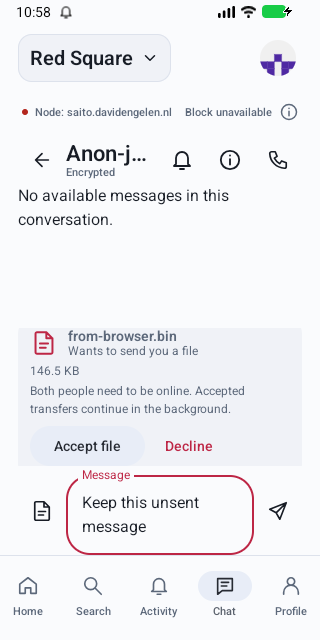 10:58
Red Square
Node: saito.davidengelen.nl Block unavailable
Anon-j...
Encrypted
No available messages in this
conversation.
from-browser.bin
Wants to send you a file
146.5 KB
Both people need to be online. Accepted
transfers continue in the background.
Accept file Decline
Message
Keep this unsent
message
Home Search Activity Chat Profile